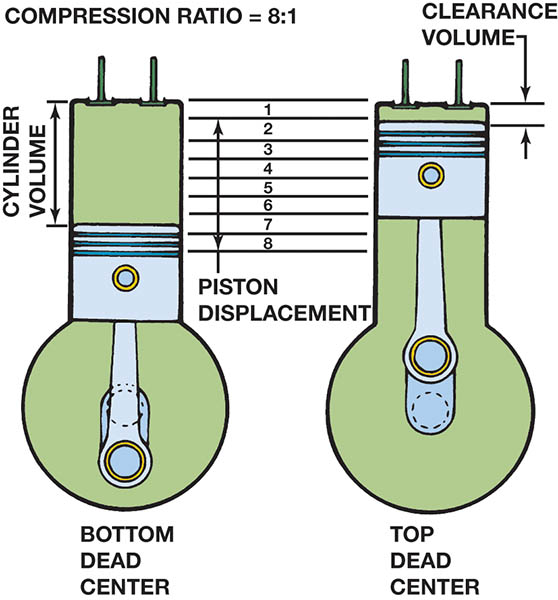 COMPRESSION RATIO = 8:1
CLEARANCE
VOLUME
CYLINDER
VOLUME
1
2
3
4
5
6
7
8
PISTON
DISPLACEMENT
BOTTOM
DEAD
CENTER
TOP
DEAD
CENTER